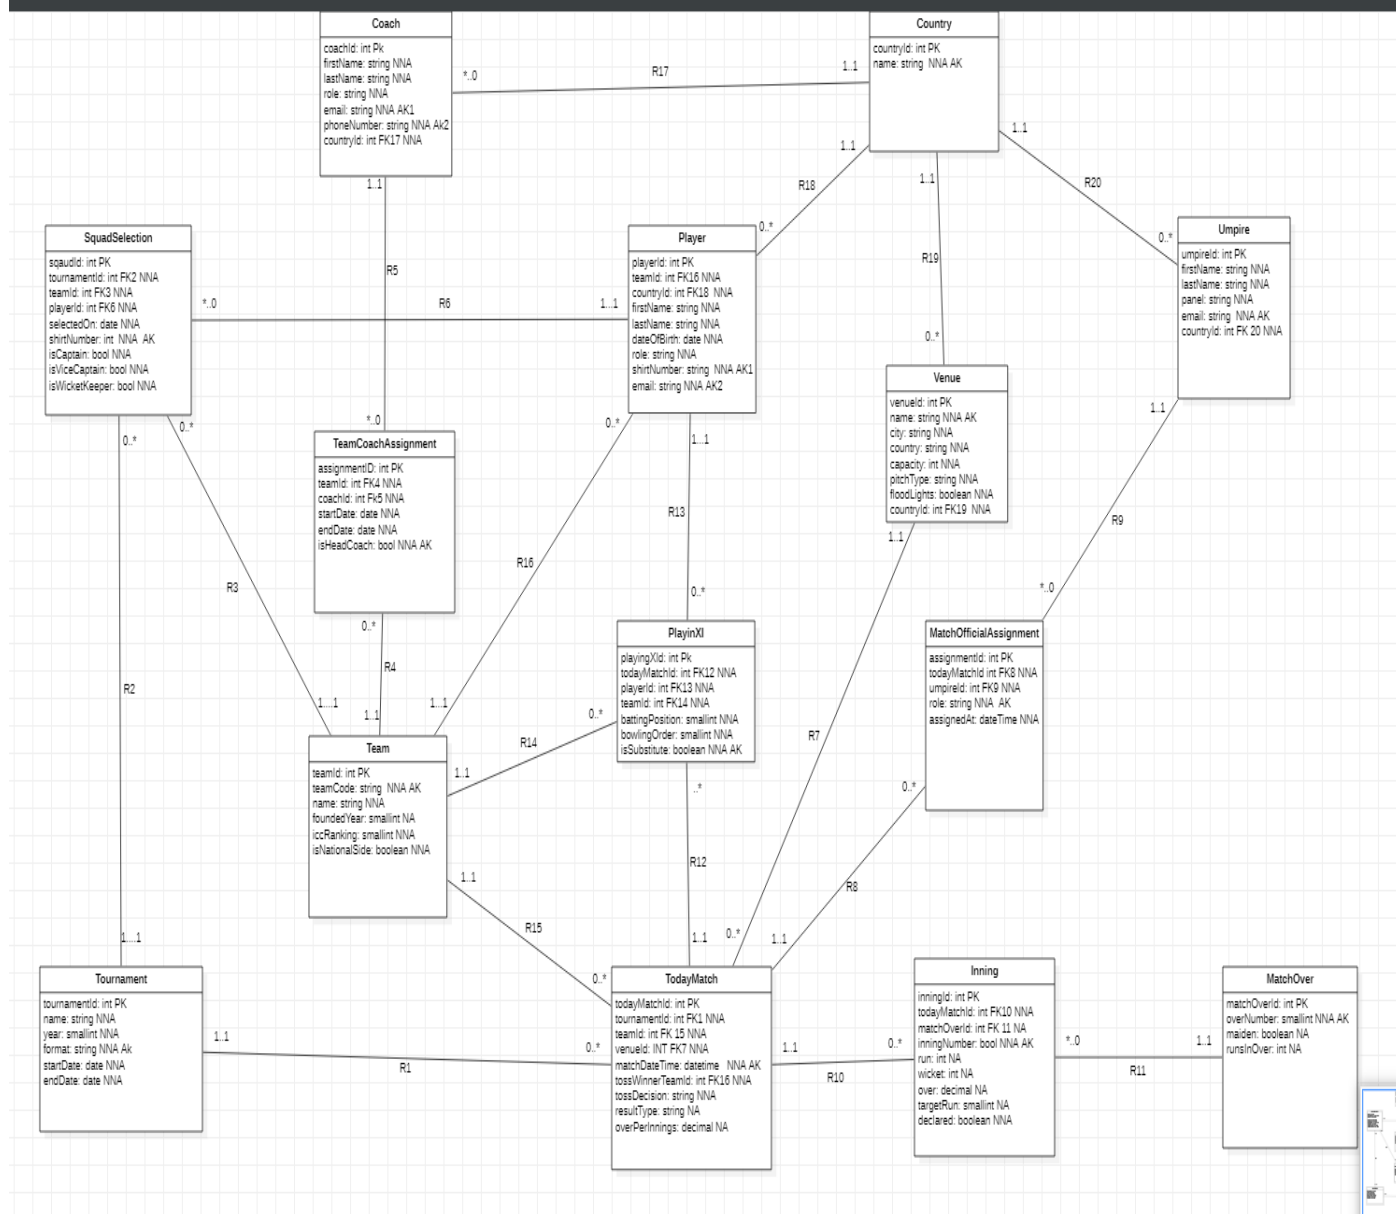 Coach
coachId: int Pk
firstName: string NNA
lastName: string NNA
role: string NNA
email: string NNA AK1
phoneNumber: string NNA Ak2
countryId: int FK17 NNA
*..0
R17
1..1
Country
countryId: int PK
name: string NNA AK
1..1
R18
0..*
1..1
R19
0..*
1..1
R20
0..*
1..1
R5
*..0
SquadSelection
sqaudId: int PK
tournamentId: int FK2 NNA
teamId: int FK3 NNA
playerId: int FK6 NNA
selectedOn: date NNA
shirtNumber: int NNA AK
isCaptain: bool NNA
isViceCaptain: bool NNA
isWicketKeeper: bool NNA
*..0
R6
1...1
Player
playerId: int PK
teamId: int FK16 NNA
countryId: int FK18 NNA
firstName: string NNA
lastName: string NNA
dateOfBirth: date NNA
role: string NNA
shirtNumber: string NNA AK1
email: string NNA AK2
Umpire
umpireId: int PK
firstName: string NNA
lastName: string NNA
panel: string NNA
email: string NNA AK
countryId: int FK 20 NNA
Venue
venueId: int PK
name: string NNA AK
city: string NNA
country: string NNA
capacity: int NNA
pitchType: string NNA
floodLights: boolean NNA
countryId: int FK19 NNA
0..*
R2
1....1
0..*
R3
1....1
TeamCoachAssignment
assignmentID: int PK
teamId: int FK4 NNA
coachId: int Fk5 NNA
startDate: date NNA
endDate: date NNA
isHeadCoach: bool NNA AK
0..*
R4
1..1
0..*
R16
1...1
1...1
R13
0..*
1..1
R7
0..*
1..1
R9
*..0
PlayinXI
playingXId: int Pk
todayMatchId: int FK12 NNA
playerId: int FK13 NNA
teamId: int FK14 NNA
battingPosition: smallint NNA
bowlingOrder: smallint NNA
isSubstitute: boolean NNA AK
MatchOfficialAssignment
assignmentId: int PK
todayMatchId int FK8 NNA
umpireId: int FK9 NNA
role: string NNA AK
assignedAt: dateTime NNA
Team
teamId: int PK
teamCode: string NNA AK
name: string NNA
foundedYear: smallint NA
iccRanking: smallint NNA
isNationalSide: boolean NNA
0..*
R14
1..1
..*
R12
1..1
0..*
R8
1..1
1..1
R15
0..*
Tournament
tournamentId: int PK
name: string NNA
year: smallint NNA
format: string NNA Ak
startDate: date NNA
endDate: date NNA
1..1
R1
0..*
TodayMatch
todayMatchId: int PK
tournamentId: int FK1 NNA
teamId: int FK 15 NNA
venueId: INT FK7 NNA
matchDateTime: datetime NNA AK
tossWinnerTeamId: int FK16 NNA
tossDecision: string NNA
resultType: string NA
overPerInnings: decimal NA
1..1
R10
0..*
Inning
inningId: int PK
todayMatchId: int FK10 NNA
matchOverId: int FK 11 NA
inningNumber: bool NNA AK
run: int NA
wicket: int NA
over: decimal NA
targetRun: smallint NA
declared: boolean NNA
*..0
R11
1..1
MatchOver
matchOverId: int PK
overNumber: smallint NNA AK
maiden: boolean NA
runsInOver: int NA